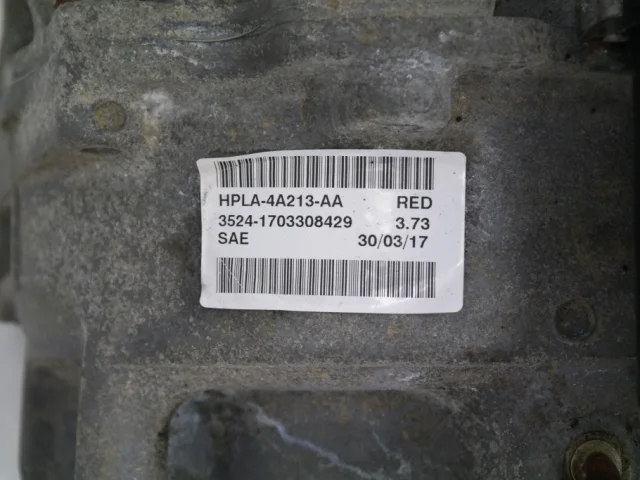 HPLA-4A213-AA RED
3524-1703308429 3.73
SAE 30/03/17